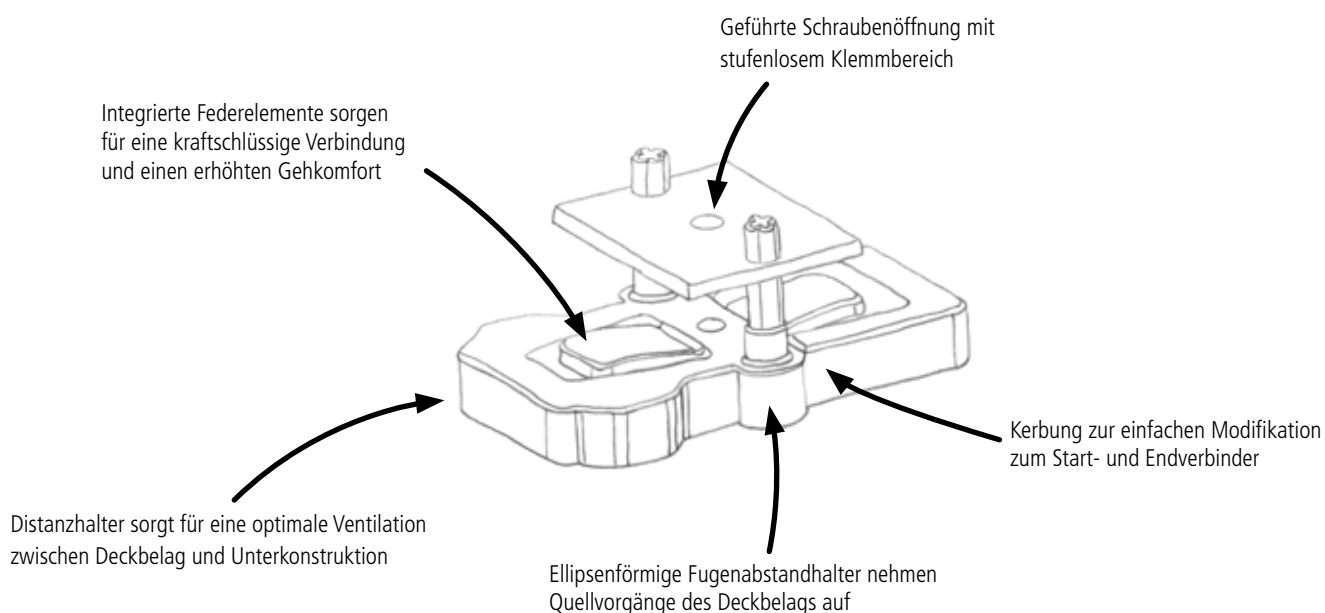 Geführte Schraubenöffnung mit
stufenlosem Klemmbereich
Integrierte Federelemente sorgen
für eine kraftschlüssige Verbindung
und einen erhöhten Gehkomfort
Kerbung zur einfachen Modifikation
zum Start- und Endverbinder
Distanzhalter sorgt für eine optimale Ventilation
zwischen Deckbelag und Unterkonstruktion
Ellipsenförmige Fugenabstandhalter nehmen
Quellvorgänge des Deckbelags auf